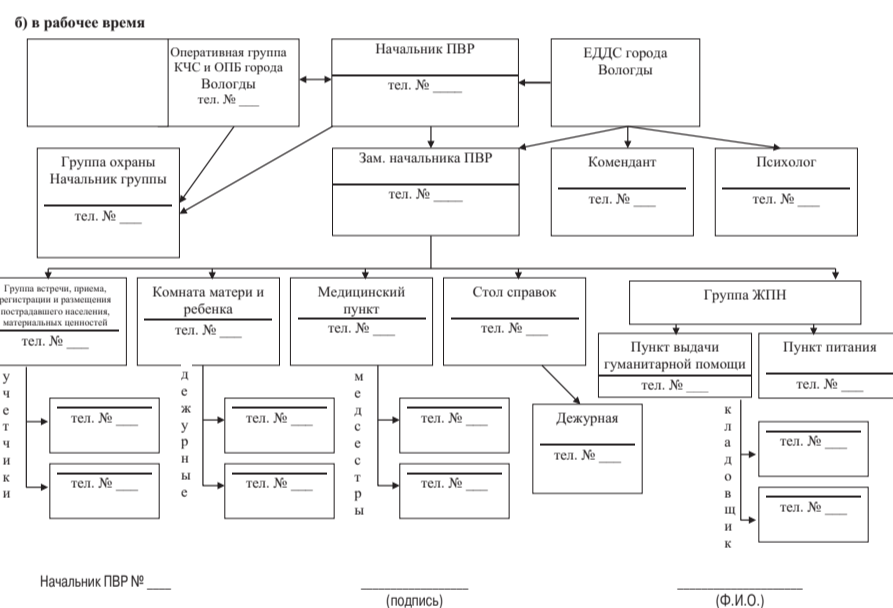 б) в рабочее время
Оперативная группа
КЧС и ОПБ города
Вологды
тел. № ___
Начальник ПВР
тел. № ____
ЕДДС города
Вологды
Группа охраны
Начальник группы
тел. № ___
Зам. начальника ПВР
тел. № ____
Комендант
тел. № ___
Психолог
тел. № ___
Группа встречи, приема,
регистрации и размещения
пострадавшего населения,
материальных ценностей
тел. № ___
Комната матери и
ребенка
тел. № ___
Медицинский
пункт
тел. № ___
Стол справок
тел. № ___
Группа ЖПН
Пункт выдачи
гуманитарной помощи
тел. № ___
Пункт питания
тел. № ___
учетчики
тел. № ___
тел. № ___
дежурные
тел. № ___
тел. № ___
медсестры
тел. № ___
тел. № ___
Дежурная
тел. № ___
кладовщик
тел. № ___
тел. № ___
Начальник ПВР № ___
(подпись)
(Ф.И.О.)